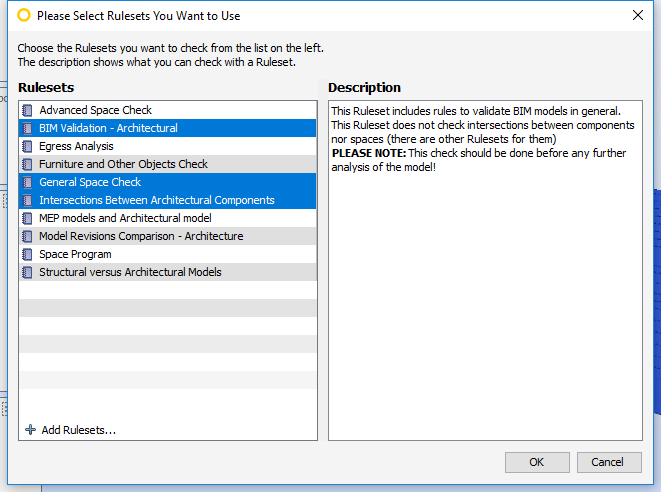 Please Select Rulesets You Want to Use
Choose the Rulesets you want to check from the list on the left.
The description shows what you can check with a Ruleset.
Rulesets
Advanced Space Check
BIM Validation - Architectural
Egress Analysis
Furniture and Other Objects Check
General Space Check
Intersections Between Architectural Components
MEP models and Architectural model
Model Revisions Comparison - Architecture
Space Program
Structural versus Architectural Models
Add Rulesets...
Description
This Ruleset includes rules to validate BIM models in general.
This Ruleset does not check intersections between components
nor spaces (there are other Rulesets for them)
PLEASE NOTE: This check should be done before any further
analysis of the model!
OK
Cancel